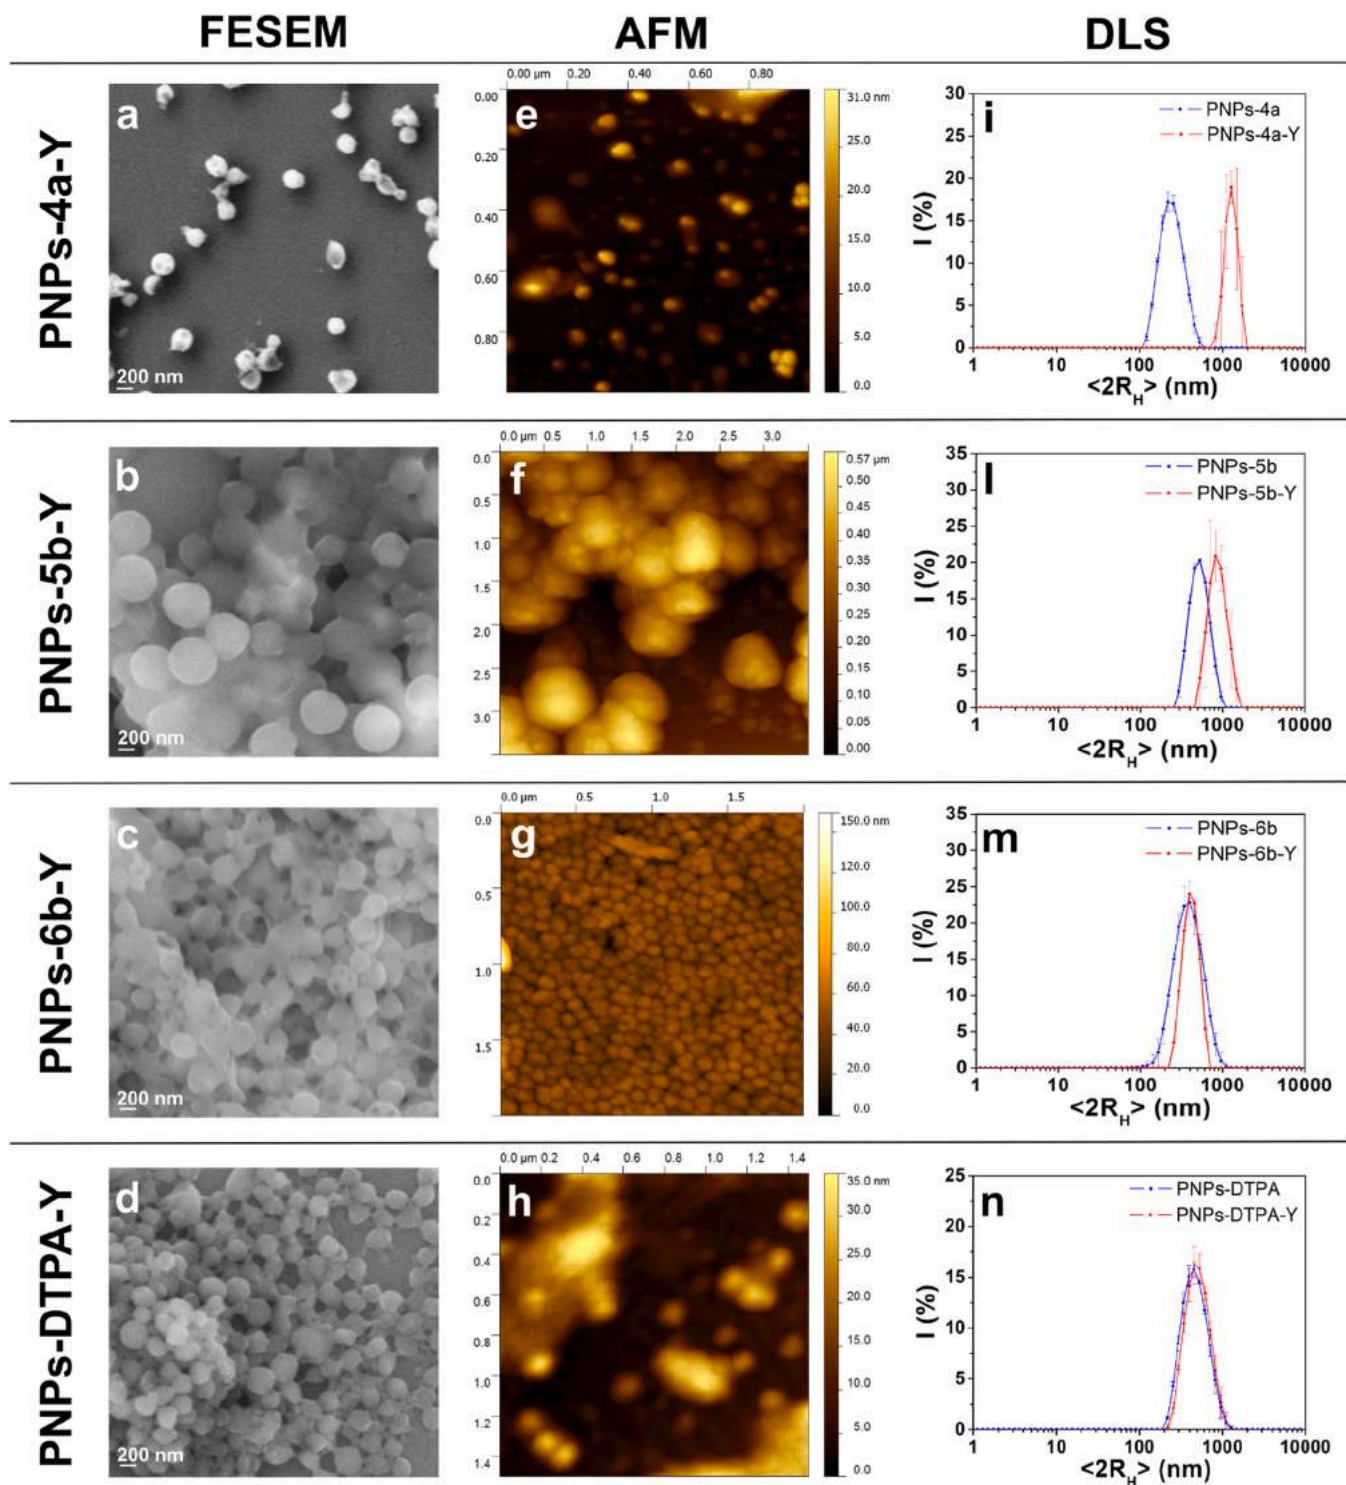 FESEM AFM DLS
PNPs-4a-Y
a
200 nm
0.00 µm 0.20 0.40 0.60 0.80
0.00
0.20
0.40
0.60
0.80
e
31.0 nm
25.0
20.0
15.0
10.0
5.0
0.0
i
PNPs-4a
PNPs-4a-Y
I (%)
30
25
20
15
10
5
0
1 10 100 1000 10000
<2R_H> (nm)
PNPs-5b-Y
b
200 nm
0.0 µm 0.5 1.0 1.5 2.0 2.5 3.0
0.0
0.5
1.0
1.5
2.0
2.5
3.0
f
0.57 µm
0.50
0.45
0.40
0.35
0.30
0.25
0.20
0.15
0.10
0.05
0.00
l
PNPs-5b
PNPs-5b-Y
I (%)
35
30
25
20
15
10
5
0
1 10 100 1000 10000
<2R_H> (nm)
PNPs-6b-Y
c
200 nm
0.0 µm 0.5 1.0 1.5
0.0
0.5
1.0
1.5
g
150.0 nm
120.0
100.0
80.0
60.0
40.0
20.0
0.0
m
PNPs-6b
PNPs-6b-Y
I (%)
35
30
25
20
15
10
5
0
1 10 100 1000 10000
<2R_H> (nm)
PNPs-DTPA-Y
d
200 nm
0.0 µm 0.2 0.4 0.6 0.8 1.0 1.2 1.4
0.0
0.2
0.4
0.6
0.8
1.0
1.2
1.4
h
35.0 nm
30.0
25.0
20.0
15.0
10.0
5.0
0.0
n
PNPs-DTPA
PNPs-DTPA-Y
I (%)
25
20
15
10
5
0
1 10 100 1000 10000
<2R_H> (nm)